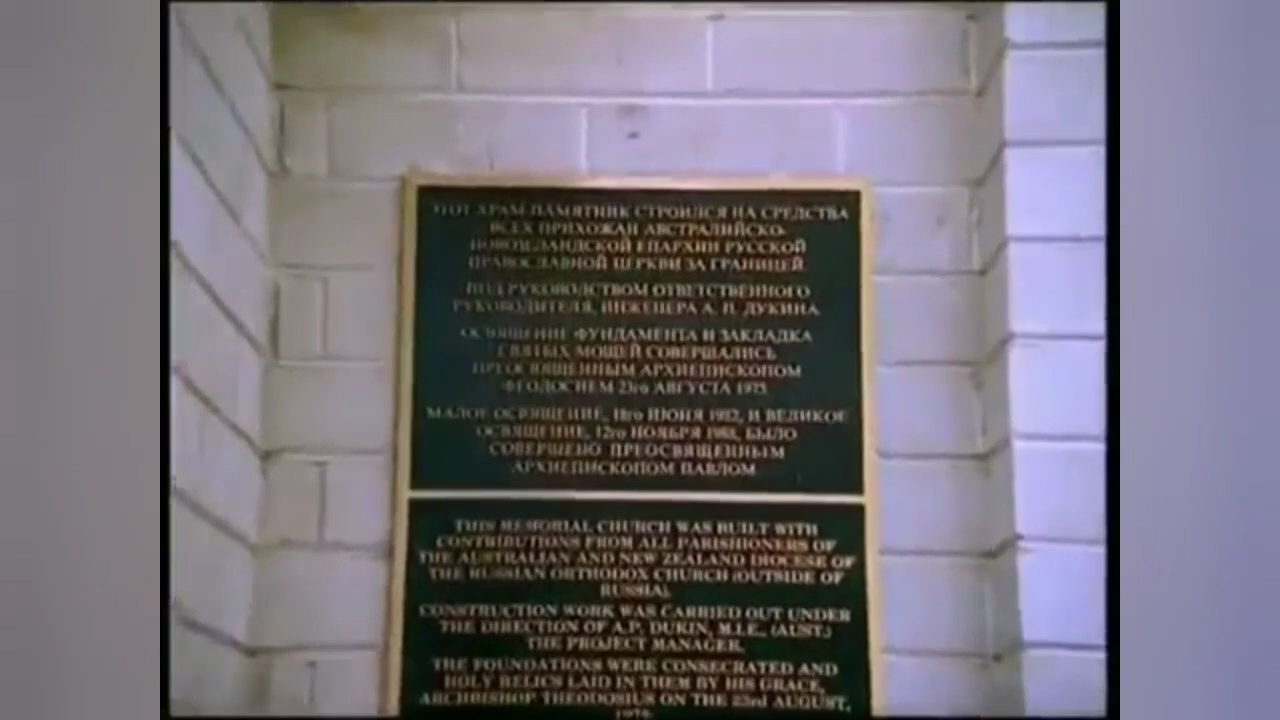 ЭТОТ ХРАМ-ПАМЯТНИК СТРОИЛСЯ НА СРЕДСТВА
ВСЕХ ПРИХОЖАН АВСТРАЛИЙСКО-
НОВОЗЕЛАНДСКОЙ ЕПАРХИИ РУССКОЙ
ПРАВОСЛАВНОЙ ЦЕРКВИ ЗА ГРАНИЦЕЙ
ПОД РУКОВОДСТВОМ ОТВЕТСТВЕННОГО
РУКОВОДИТЕЛЯ, ИНЖЕНЕРА А. П. ДУКИНА
ОСВЯЩЕНИЕ ФУНДАМЕНТА И ЗАКЛАДКА
СВЯТЫХ МОЩЕЙ СОВЕРШАЛИСЬ
ПРЕОСВЯЩЕННЫМ АРХИЕПИСКОПОМ
ФЕОДОСИЕМ 23го АВГУСТА 1975
МАЛОЕ ОСВЯЩЕНИЕ, 18го ИЮНЯ 1982, И ВЕЛИКОЕ
ОСВЯЩЕНИЕ, 12го НОЯБРЯ 1988, БЫЛО
СОВЕРШЕНО ПРЕОСВЯЩЕННЫМ
АРХИЕПИСКОПОМ ПАВЛОМ
THIS MEMORIAL CHURCH WAS BUILT WITH
CONTRIBUTIONS FROM ALL PARISHIONERS OF
THE AUSTRALIAN AND NEW ZEALAND DIOCESE OF
THE RUSSIAN ORTHODOX CHURCH (OUTSIDE OF
RUSSIA).
CONSTRUCTION WORK WAS CARRIED OUT UNDER
THE DIRECTION OF A.P. DUKIN, M.I.E., (AUST.)
THE PROJECT MANAGER.
THE FOUNDATIONS WERE CONSECRATED AND
HOLY RELICS LAID IN THEM BY HIS GRACE,
ARCHBISHOP THEODOSIUS ON THE 23rd AUGUST,
1975